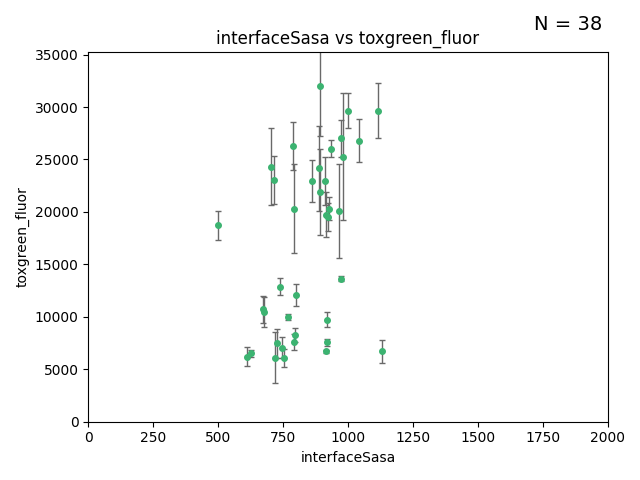 N = 38
interfaceSasa vs toxgreen_fluor
toxgreen_fluor
35000
30000
25000
20000
15000
10000
5000
0
0 250 500 750 1000 1250 1500 1750 2000
interfaceSasa